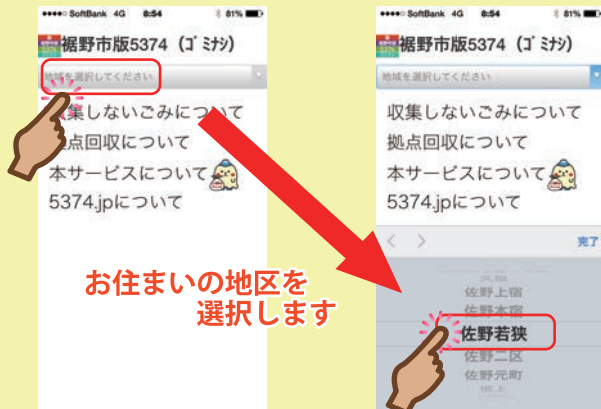 SoftBank 4G 8:54 81%
裾野市版5374（ｺﾞﾐﾅｼ）
地域を選択してください
収集しないごみについて
拠点回収について
本サービスについて
5374.jpについて
お住まいの地区を
選択します
SoftBank 4G 8:54 81%
裾野市版5374（ｺﾞﾐﾅｼ）
地域を選択してください
収集しないごみについて
拠点回収について
本サービスについて
5374.jpについて
< > 完了
佐野上宿
佐野本宿
佐野若狭
佐野二区
佐野元町